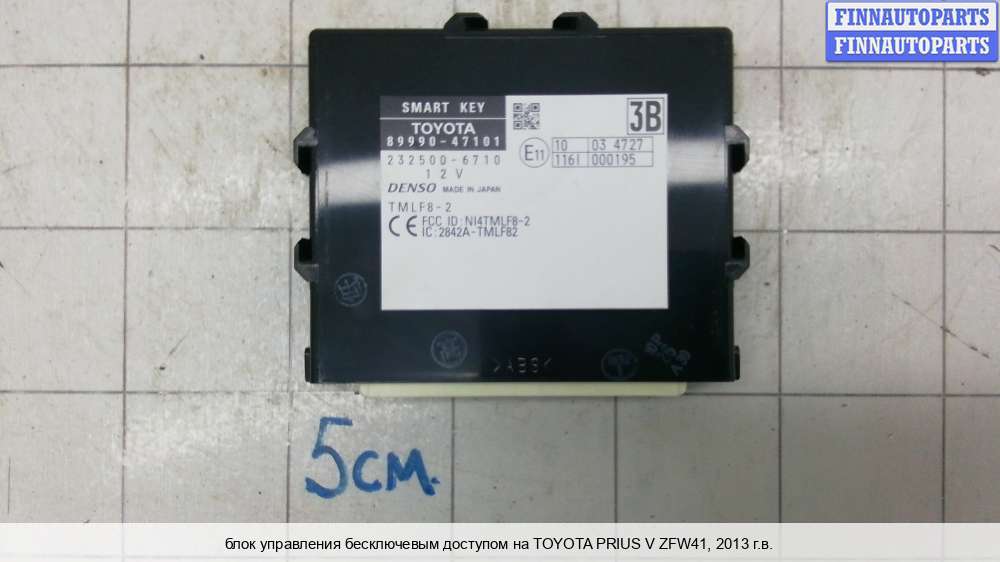 FINNAUTOPARTS
FINNAUTOPARTS
SMART KEY
TOYOTA
89990-47101
232500-6710
12V
DENSO MADE IN JAPAN
TMLF8-2
FCC ID:NI4TMLF8-2
IC:2842A-TMLF82
3B
E11
10 03 4727
116I 000195
>ABS<
5см.
блок управления бесключевым доступом на TOYOTA PRIUS V ZFW41, 2013 г.в.